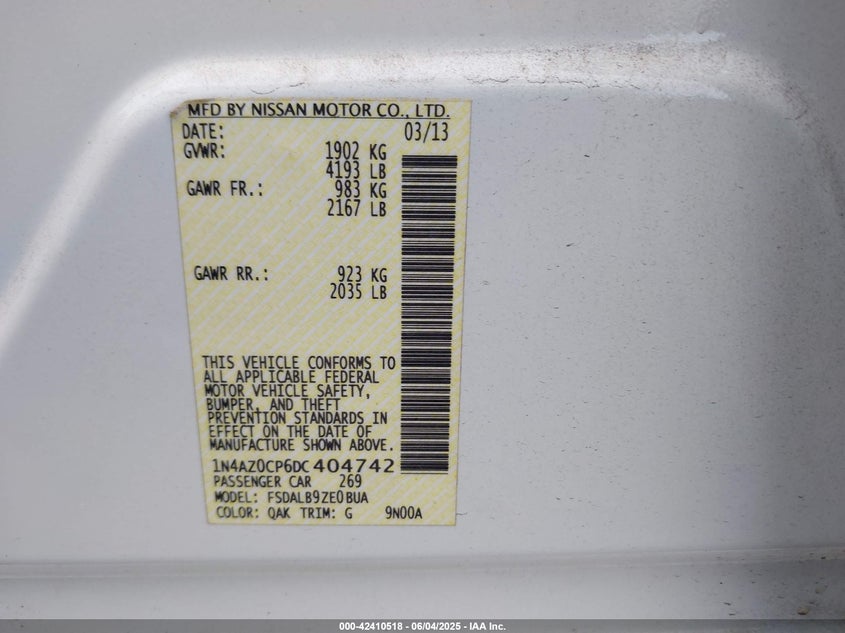 MFD BY NISSAN MOTOR CO., LTD.
DATE: 03/13
GVWR: 1902 KG
4193 LB
GAWR FR.: 983 KG
2167 LB
GAWR RR.: 923 KG
2035 LB
THIS VEHICLE CONFORMS TO
ALL APPLICABLE FEDERAL
MOTOR VEHICLE SAFETY,
BUMPER, AND THEFT
PREVENTION STANDARDS IN
EFFECT ON THE DATE OF
MANUFACTURE SHOWN ABOVE.
1N4AZ0CP6DC404742
PASSENGER CAR 269
MODEL: FSDALB9ZE0BUA
COLOR: QAK TRIM: G 9N00A
000-42410518 - 06/04/2025 - IAA Inc.